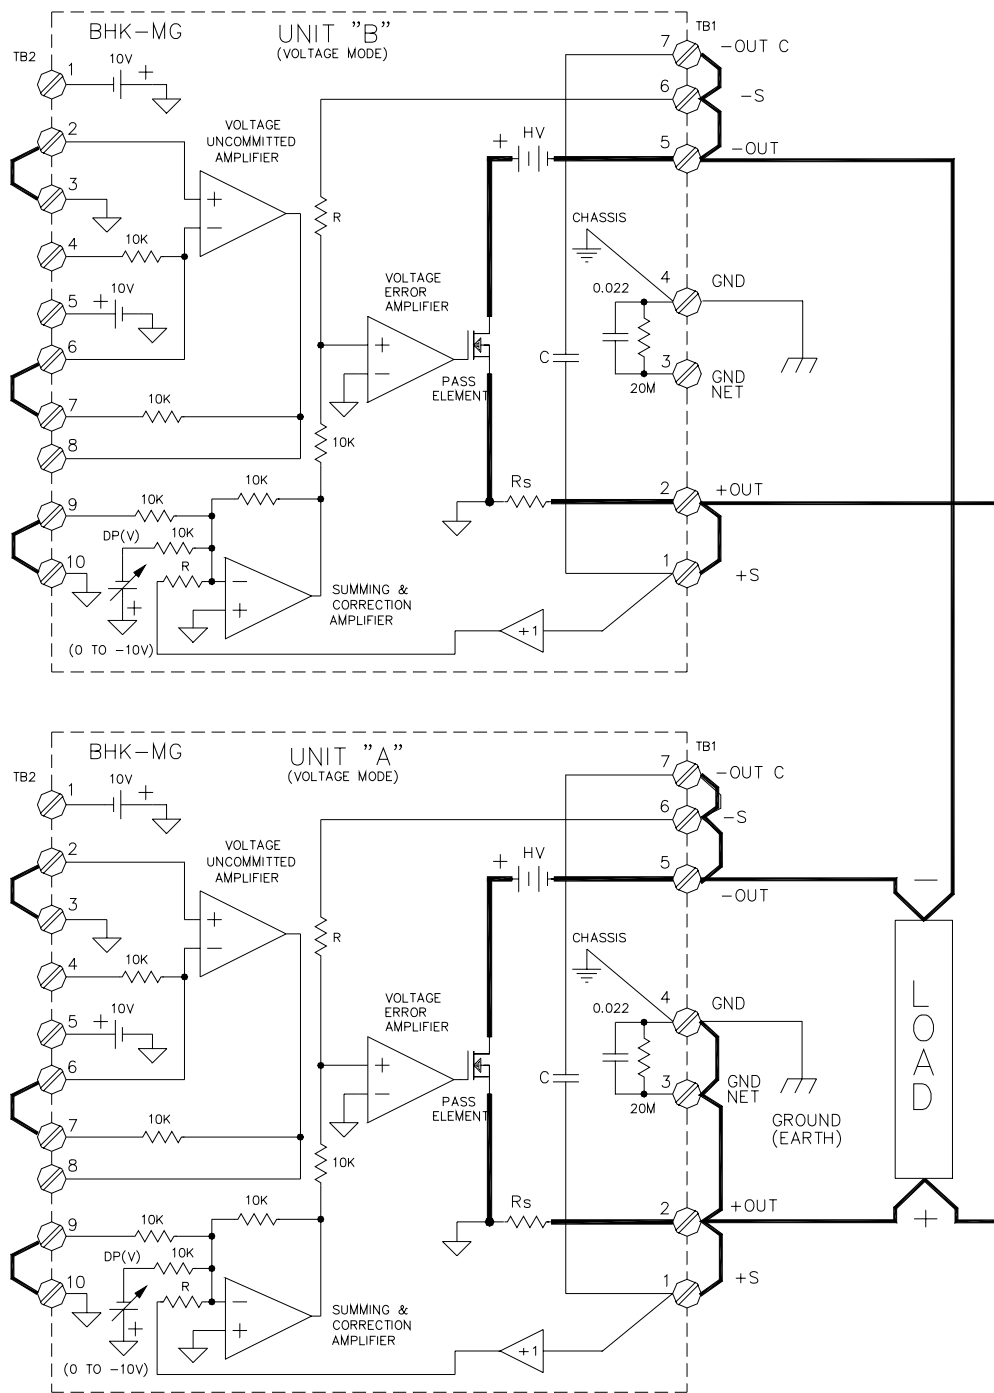 BHK-MG UNIT "B" TB1
(VOLTAGE MODE)
TB2
7 -OUT C
1 10V +
6 -S
2 VOLTAGE
UNCOMMITTED
AMPLIFIER
+ HV 5 -OUT
3
+
-
R
CHASSIS
4 10K
VOLTAGE
ERROR
AMPLIFIER
4 GND
0.022
5 + 10V
6
+
-
C
3 GND
NET
20M
PASS
ELEMENT
7 10K
8
10K
10K
Rs 2 +OUT
9 10K
DP(V) 10K
R
10
-
+
+
SUMMING &
CORRECTION
AMPLIFIER
1 +S
+1
(0 TO -10V)
BHK-MG UNIT "A" TB1
(VOLTAGE MODE)
TB2
7 -OUT C
1 10V +
6 -S
2 VOLTAGE
UNCOMMITTED
AMPLIFIER
+ HV 5 -OUT
-
3
+
-
R
CHASSIS
4 10K
VOLTAGE
ERROR
AMPLIFIER
4 GND
0.022
5 + 10V
6
+
-
C
3 GND
NET
20M
PASS
ELEMENT
LOAD
GROUND
(EARTH)
7 10K
8
10K
10K
Rs 2 +OUT
+
9 10K
DP(V) 10K
R
10
-
+
+
SUMMING &
CORRECTION
AMPLIFIER
1 +S
+1
(0 TO -10V)